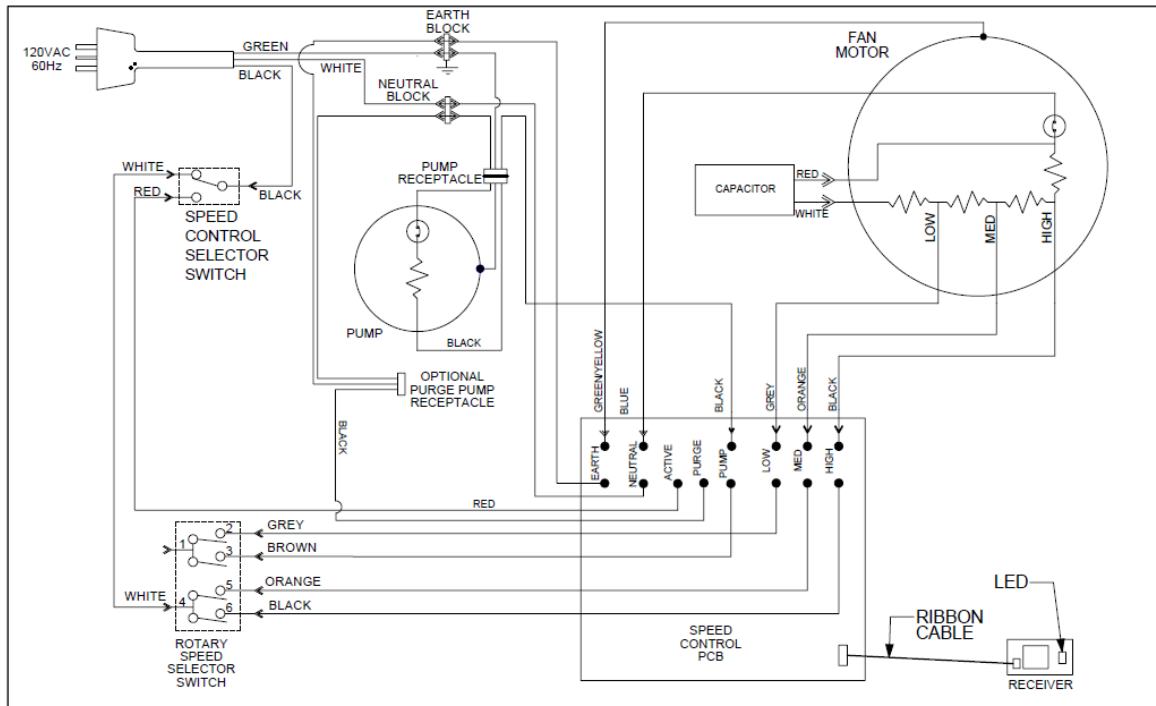 120VAC
60Hz
GREEN
WHITE
BLACK
EARTH
BLOCK
NEUTRAL
BLOCK
FAN
MOTOR
WHITE
RED
BLACK
SPEED
CONTROL
SELECTOR
SWITCH
PUMP
RECEPTACLE
CAPACITOR
RED
WHITE
LOW
MED
HIGH
PUMP
BLACK
OPTIONAL
PURGE PUMP
RECEPTACLE
BLACK
GREEN/YELLOW
BLUE
BLACK
GREY
ORANGE
BLACK
EARTH
NEUTRAL
ACTIVE
PURGE
PUMP
LOW
MED
HIGH
RED
1
2
GREY
3
BROWN
WHITE
4
5
ORANGE
6
BLACK
ROTARY
SPEED
SELECTOR
SWITCH
SPEED
CONTROL
PCB
LED
RIBBON
CABLE
RECEIVER